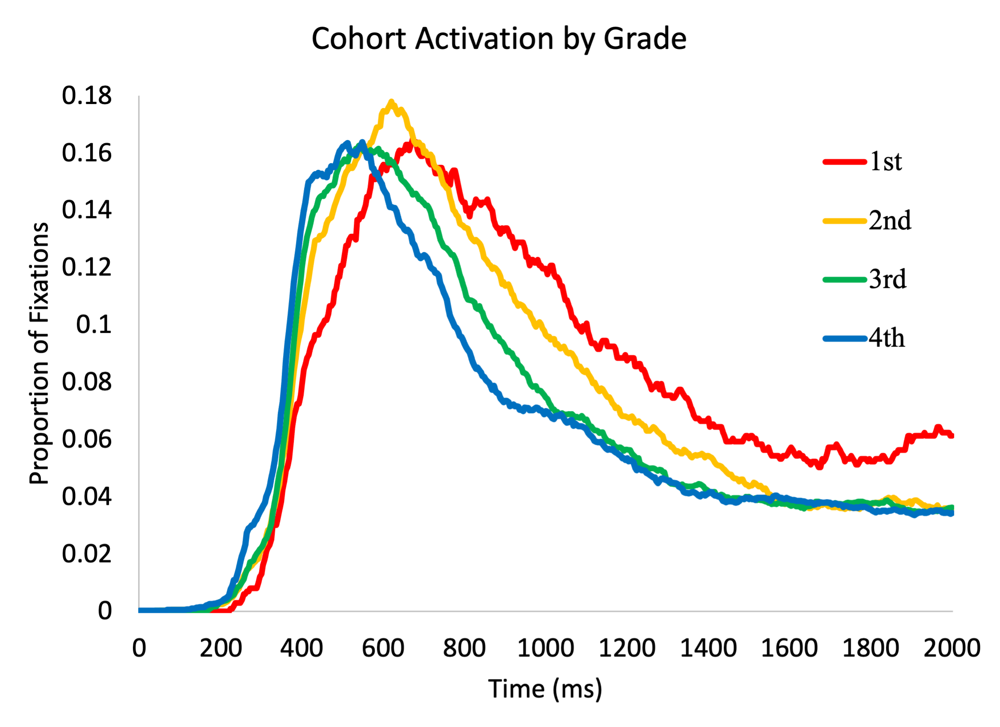 Cohort Activation by Grade
Proportion of Fixations
0.18
0.16
0.14
0.12
0.1
0.08
0.06
0.04
0.02
0
1st
2nd
3rd
4th
0 200 400 600 800 1000 1200 1400 1600 1800 2000
Time (ms)